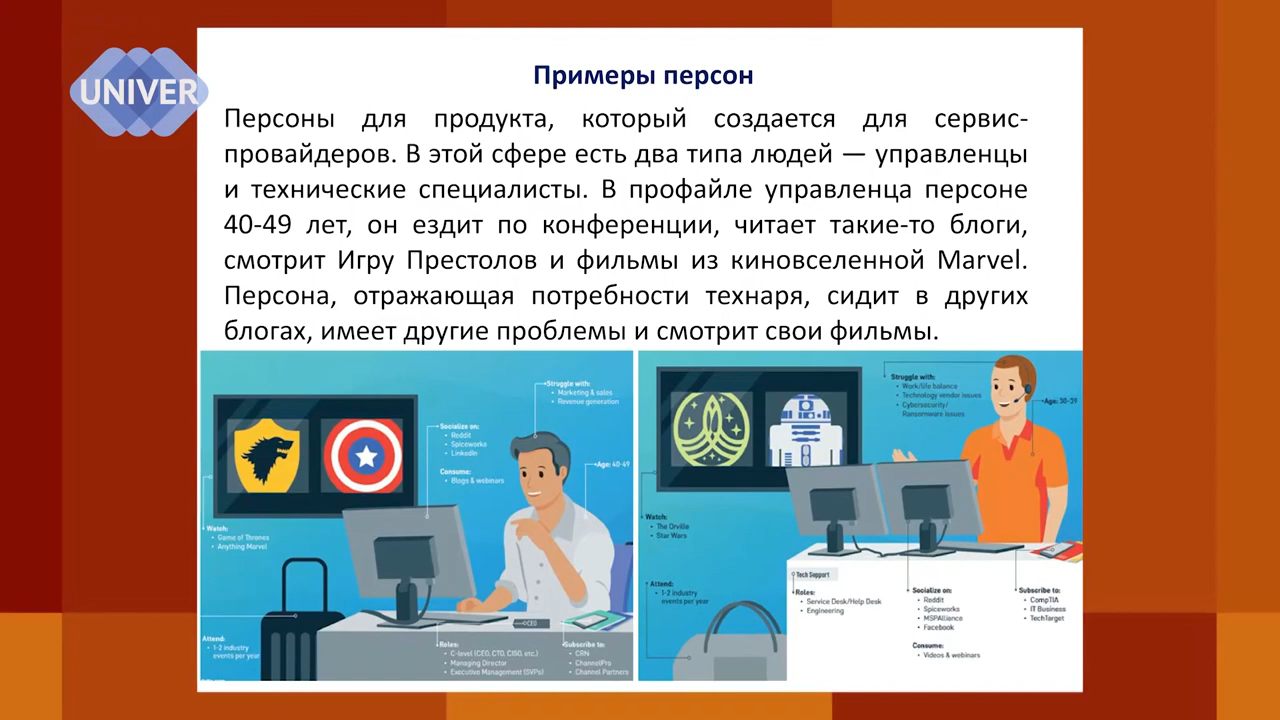 UNIVER
Примеры персон
Персоны для продукта, который создается для сервис-
провайдеров. В этой сфере есть два типа людей — управленцы
и технические специалисты. В профайле управленца персоне
40-49 лет, он ездит по конференции, читает такие-то блоги,
смотрит Игру Престолов и фильмы из киновселенной Marvel.
Персона, отражающая потребности технаря, сидит в других
блогах, имеет другие проблемы и смотрит свои фильмы.
Struggle with:
• Marketing & sales
• Revenue generation
Socialize on:
• Reddit
• Spiceworks
• LinkedIn
Consume:
• Blogs & webinars
Age: 40-49
Watch:
• Game of Thrones
• Anything Marvel
Attend:
• 1-2 industry
events per year
CEO
Roles:
• C-level (CEO, CTO, CISO, etc.)
• Managing Director
• Executive Management (SVPs)
Subscribe to:
• CRN
• ChannelPro
• Channel Partners
Struggle with:
• Work/life balance
• Technology vendor issues
• Cybersecurity/
Ransomware issues
Age: 30-39
Watch:
• The Orville
• Star Wars
Attend:
• 1-2 industry
events per year
Tech Support
Roles:
• Service Desk/Help Desk
• Engineering
Socialize on:
• Reddit
• Spiceworks
• MSPAlliance
• Facebook
Consume:
• Videos & webinars
Subscribe to:
• CompTIA
• IT Business
• TechTarget